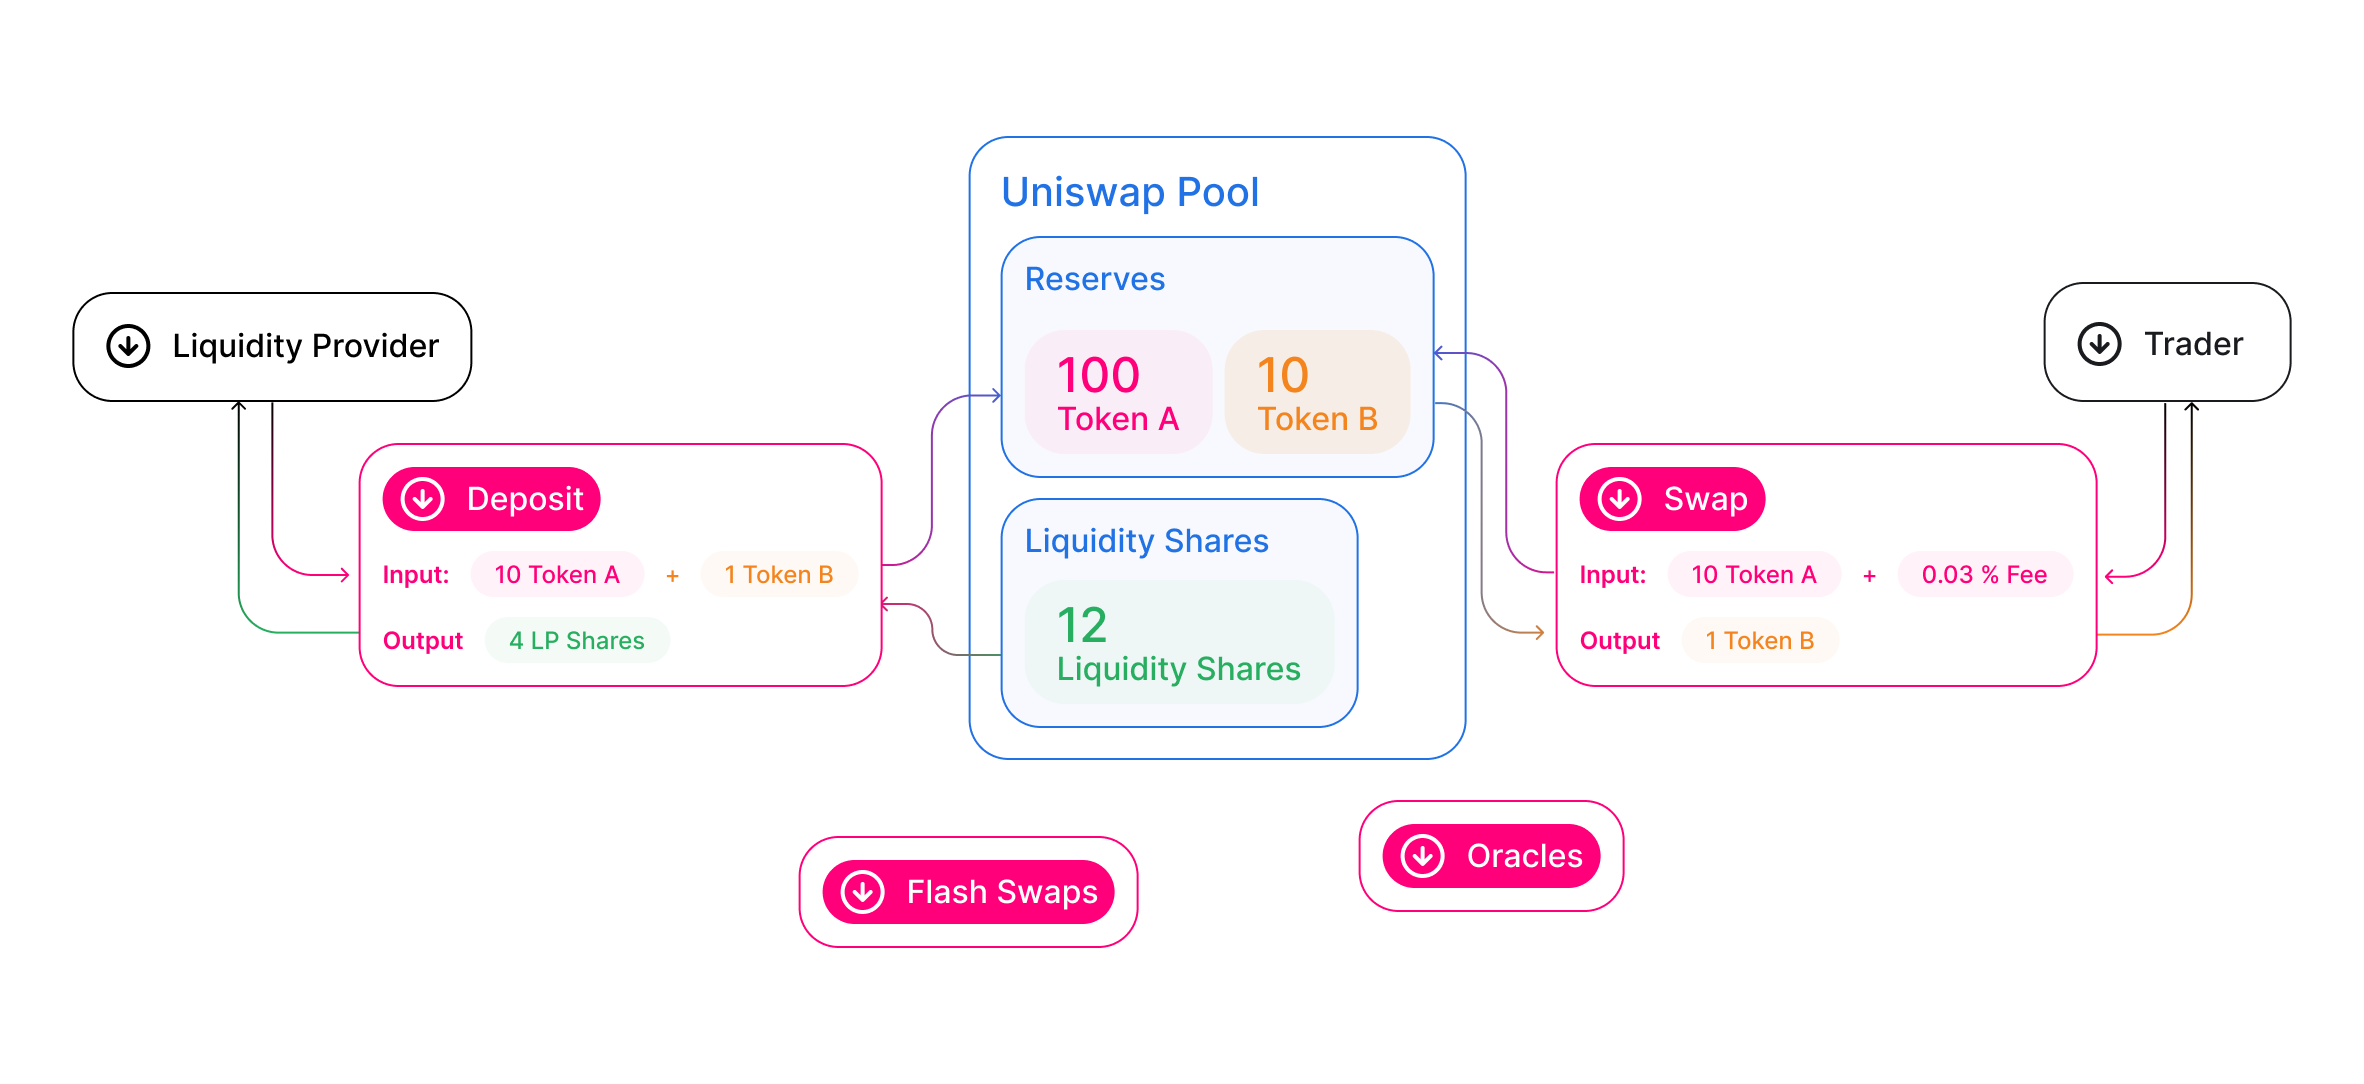 Uniswap Pool
Reserves
100
Token A
10
Token B
Liquidity Shares
12
Liquidity Shares
Liquidity Provider
Deposit
Input: 10 Token A + 1 Token B
Output 4 LP Shares
Trader
Swap
Input: 10 Token A + 0.03 % Fee
Output 1 Token B
Flash Swaps
Oracles